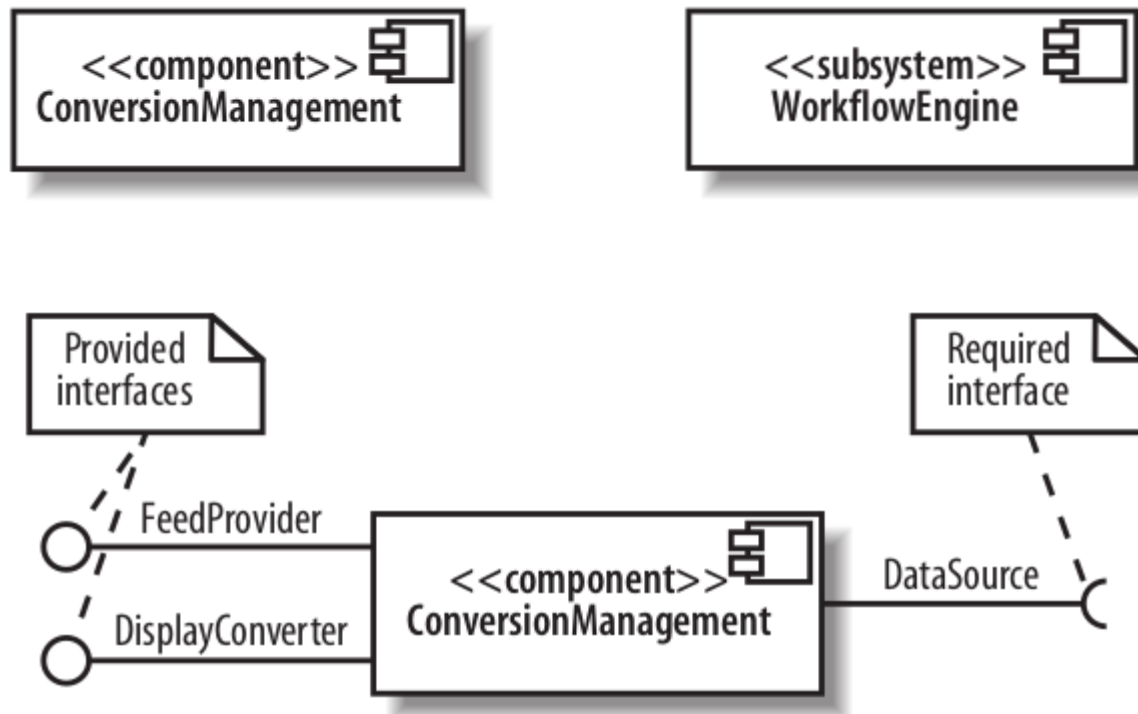 <<component>>
ConversionManagement
<<subsystem>>
WorkflowEngine
Provided
interfaces
Required
interface
FeedProvider
DisplayConverter
<<component>>
ConversionManagement
DataSource